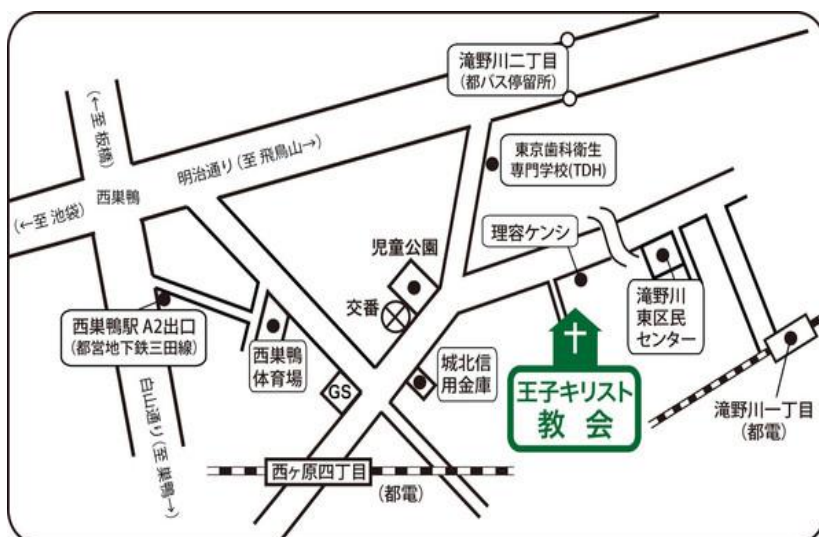 滝野川二丁目
(都バス停留所)
(←至 板橋)
明治通り (至 飛鳥山→)
東京歯科衛生
専門学校(TDH)
西巣鴨
(←至 池袋)
理容ケンシ
児童公園
交番
滝野川
東区民
センター
西巣鴨駅 A2出口
(都営地下鉄三田線)
西巣鴨
体育場
城北信
用金庫
GS
王子キリスト
教会
滝野川一丁目
(都電)
白山通り (至 巣鴨→)
西ヶ原四丁目
(都電)